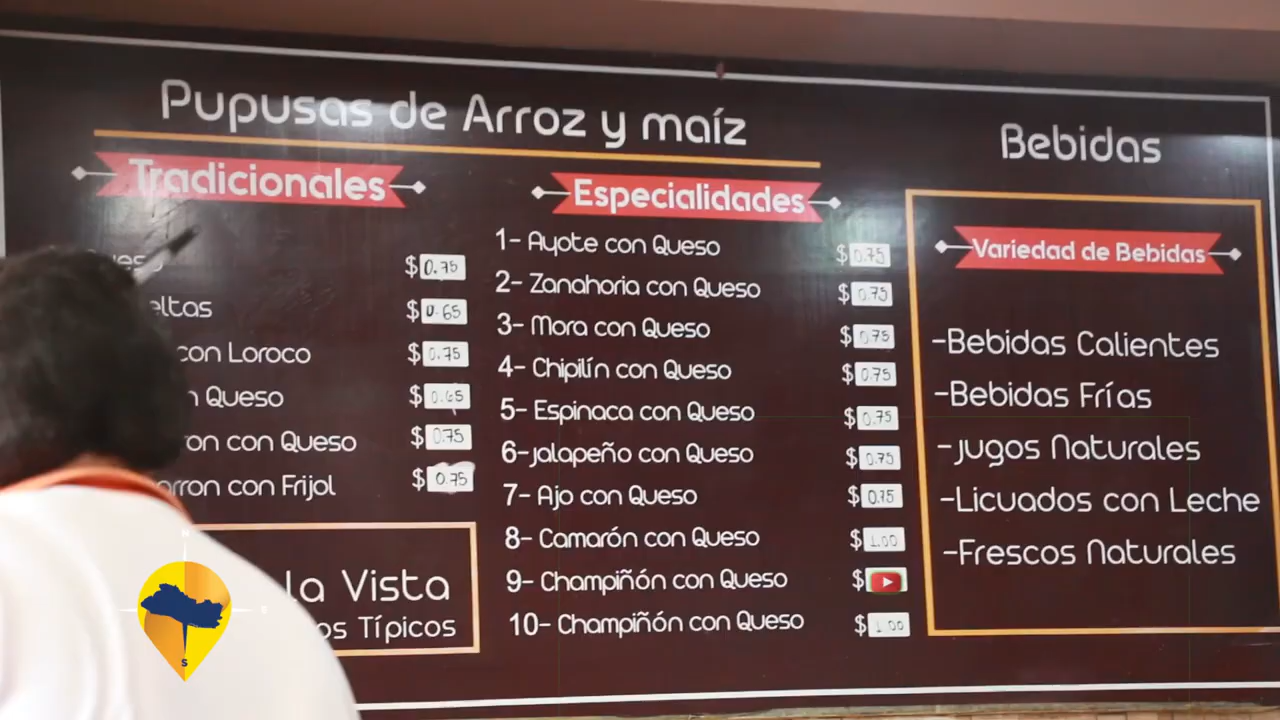 Pupusas de Arroz y maíz
Tradicionales
$ 0.75
$ 0.65
con Loroco $ 0.75
Queso $ 0.65
con Queso $ 0.75
con Frijol $ 0.75
la Vista
Típicos
Especialidades
1- Ayote con Queso $ 0.75
2- Zanahoria con Queso $ 0.75
3- Mora con Queso $ 0.75
4- Chipilín con Queso $ 0.75
5- Espinaca con Queso $ 0.75
6- Jalapeño con Queso $ 0.75
7- Ajo con Queso $ 0.75
8- Camarón con Queso $ 1.00
9- Champiñón con Queso $
10- Champiñón con Queso $ 1.00
Bebidas
Variedad de Bebidas
-Bebidas Calientes
-Bebidas Frías
-Jugos Naturales
-Licuados con Leche
-Frescos Naturales
N
S